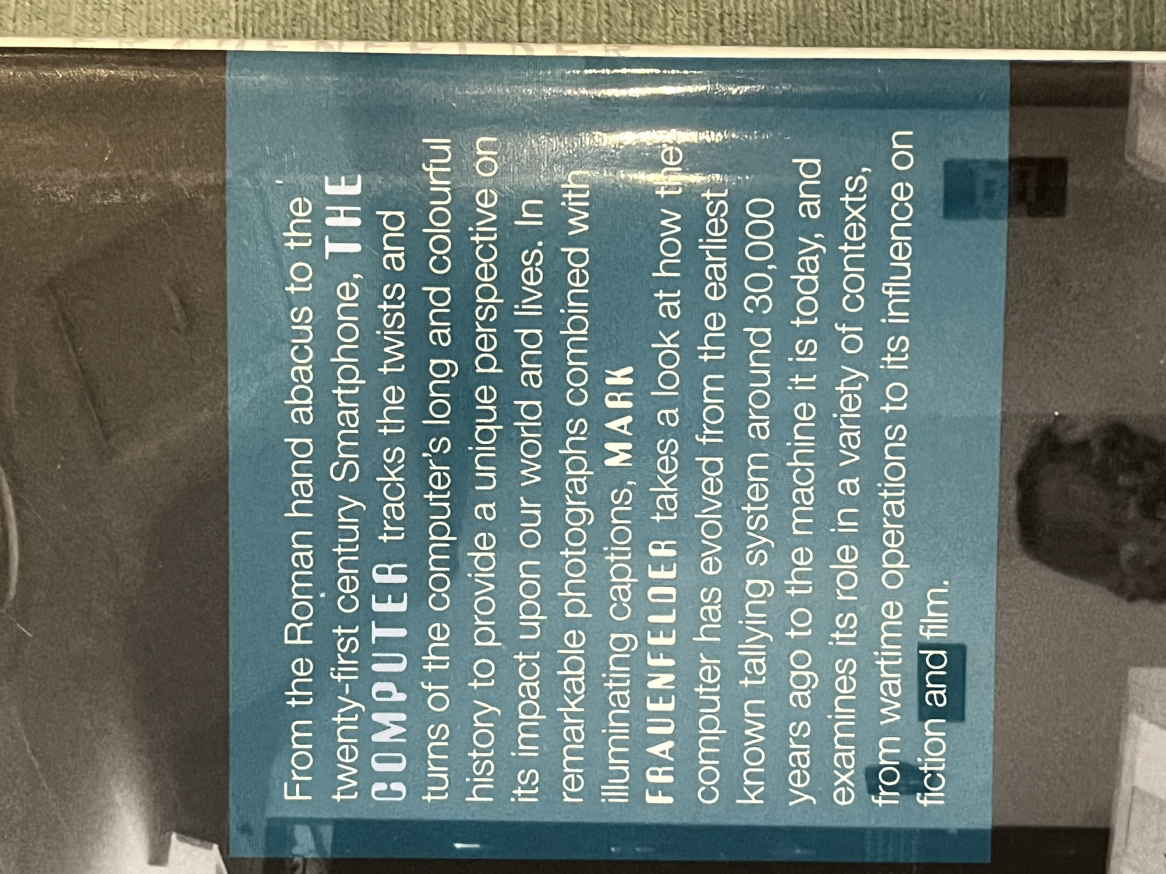 From the Roman hand abacus to the
twenty-first century Smartphone, THE
COMPUTER tracks the twists and
turns of the computer's long and colourful
history to provide a unique perspective on
its impact upon our world and lives. In
remarkable photographs combined with
illuminating captions, MARK
FRAUENFELDER takes a look at how the
computer has evolved from the earliest
known tallying system around 30,000
years ago to the machine it is today, and
examines its role in a variety of contexts,
from wartime operations to its influence on
fiction and film.